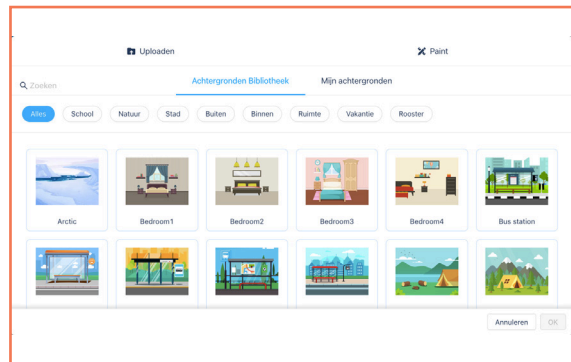 Uploaden Paint
Zoeken Achtergronden Bibliotheek Mijn achtergronden
Alles School Natuur Stad Buiten Binnen Ruimte Vakantie Rooster
Arctic Bedroom1 Bedroom2 Bedroom3 Bedroom4 Bus station
Annuleren OK